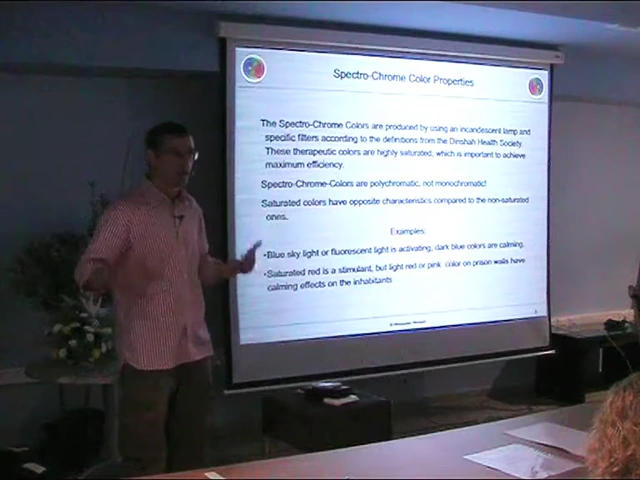 Spectro-Chrome Color Properties
The Spectro-Chrome Colors are produced by using an incandescent lamp and
specific filters according to the definitions from the Dinshah Health Society.
These therapeutic colors are highly saturated, which is important to achieve
maximum efficiency.
Spectro-Chrome-Colors are polychromatic, not monochromatic!
Saturated colors have opposite characteristics compared to the non-saturated
ones.
Examples:
•Blue sky light or fluorescent light is activating, dark blue colors are calming.
•Saturated red is a stimulant, but light red or pink color on prison walls have
calming effects on the inhabitants